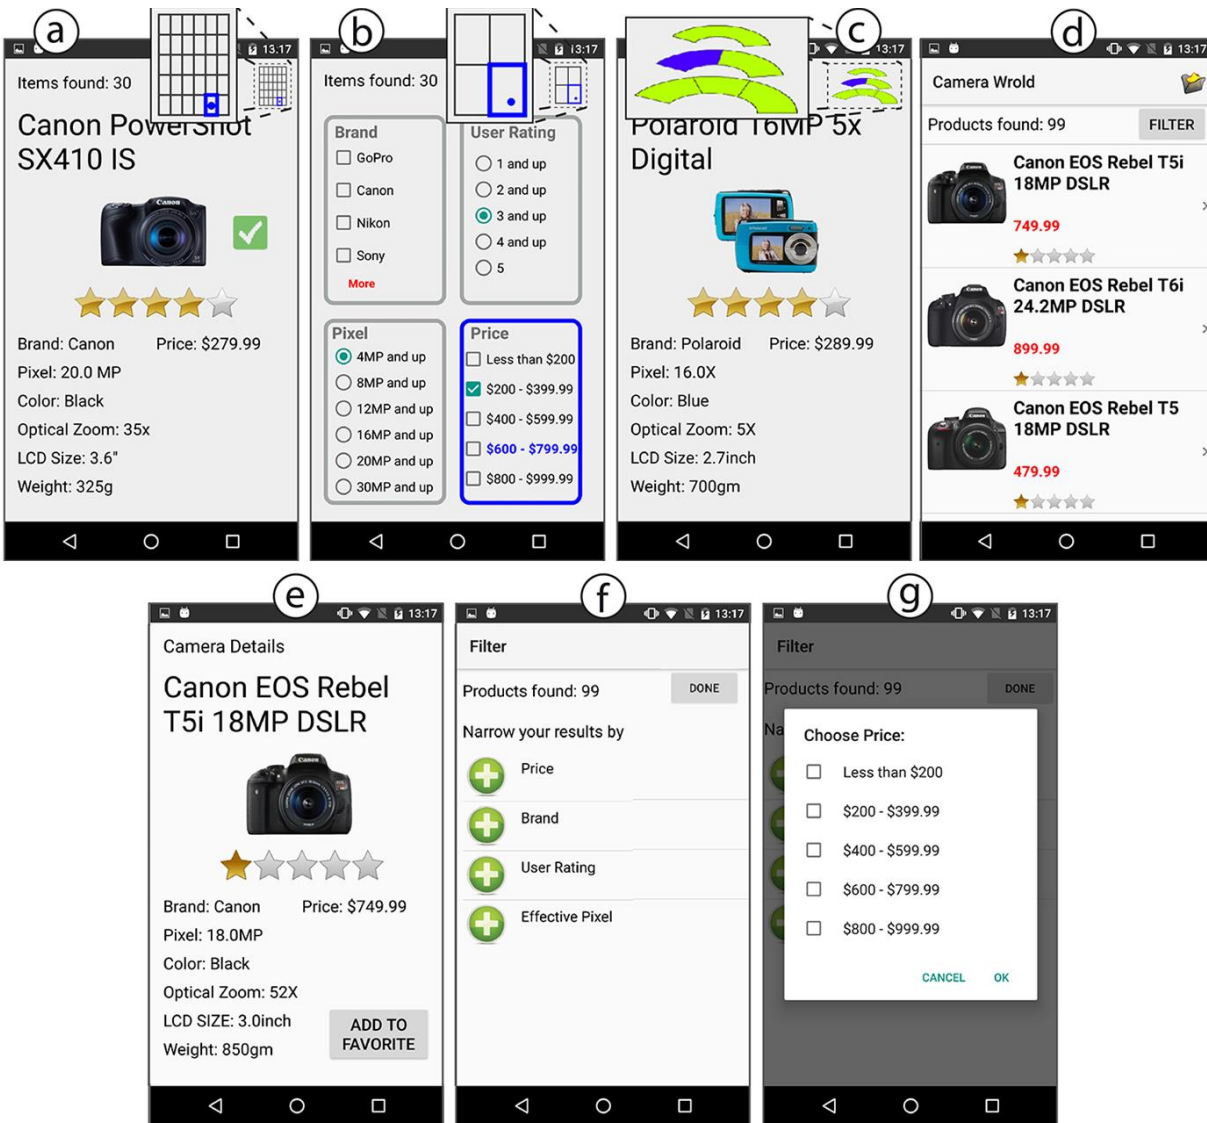 a
13:17
Items found: 30
Canon PowerShot
SX410 IS
Canon
Brand: Canon Price: $279.99
Pixel: 20.0 MP
Color: Black
Optical Zoom: 35x
LCD Size: 3.6"
Weight: 325g
b
13:17
Items found: 30
Brand
GoPro
Canon
Nikon
Sony
More
User Rating
1 and up
2 and up
3 and up
4 and up
5
Pixel
4MP and up
8MP and up
12MP and up
16MP and up
20MP and up
30MP and up
Price
Less than $200
$200 - $399.99
$400 - $599.99
$600 - $799.99
$800 - $999.99
c
13:17
Polaroid 16MP 5x
Digital
Brand: Polaroid Price: $289.99
Pixel: 16.0X
Color: Blue
Optical Zoom: 5X
LCD Size: 2.7inch
Weight: 700gm
d
13:17
Camera Wrold
Products found: 99 FILTER
Canon EOS Rebel T5i
18MP DSLR
749.99
Canon EOS Rebel T6i
24.2MP DSLR
899.99
Canon EOS Rebel T5
18MP DSLR
479.99
e
13:17
Camera Details
Canon EOS Rebel
T5i 18MP DSLR
Canon
Brand: Canon Price: $749.99
Pixel: 18.0MP
Color: Black
Optical Zoom: 52X
LCD SIZE: 3.0inch
Weight: 850gm
ADD TO
FAVORITE
f
13:17
Filter
Products found: 99 DONE
Narrow your results by
Price
Brand
User Rating
Effective Pixel
g
13:17
Filter
Products found: 99 DONE
Na
Choose Price:
Less than $200
$200 - $399.99
$400 - $599.99
$600 - $799.99
$800 - $999.99
CANCEL OK